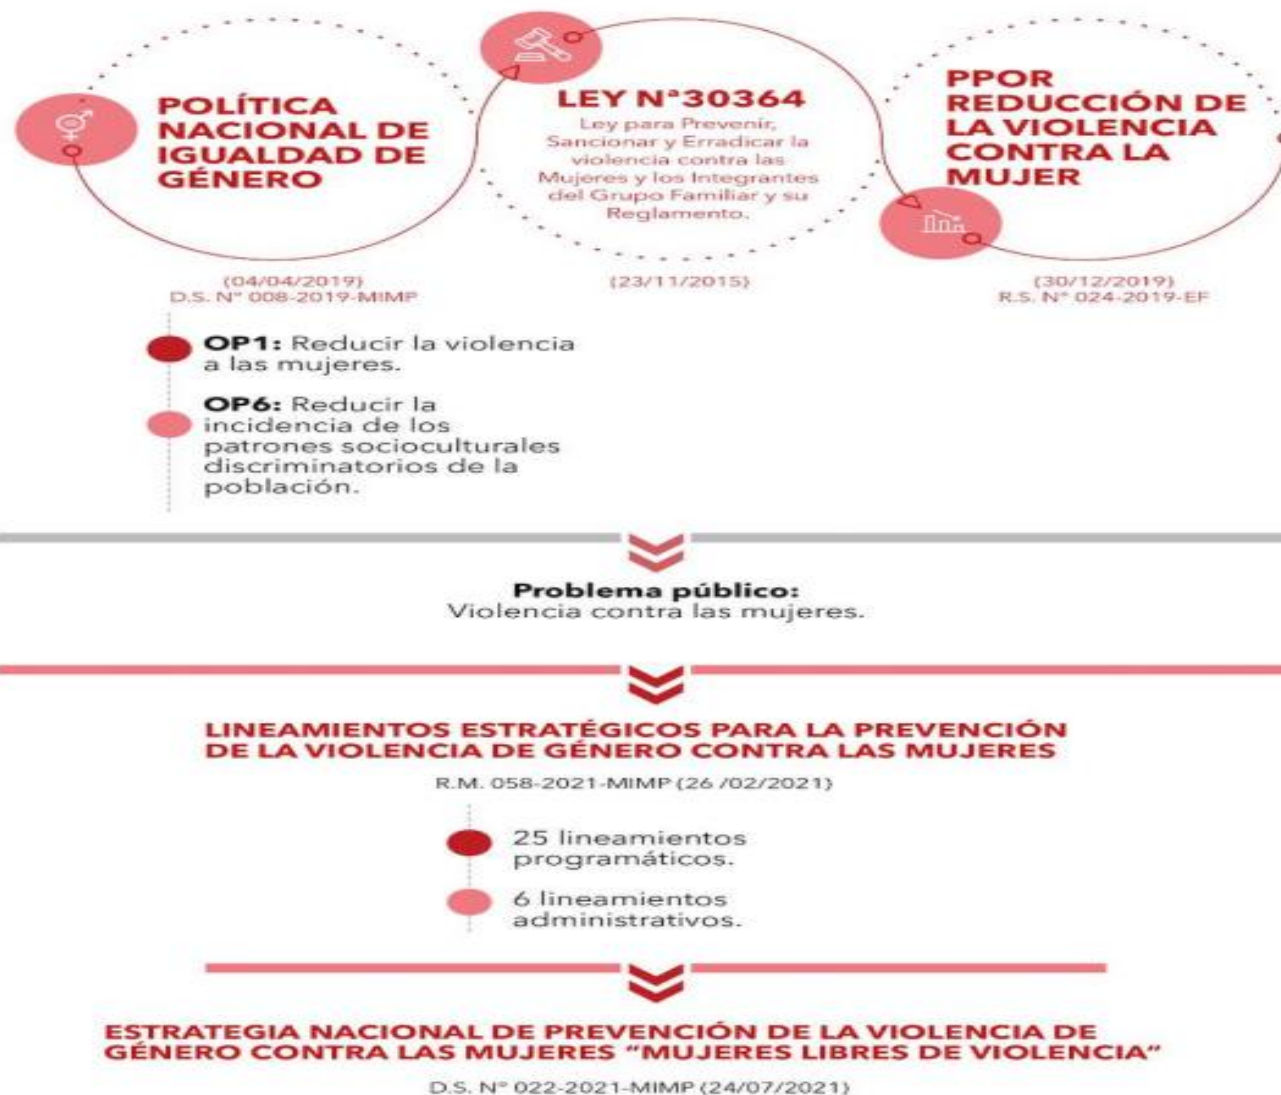 POLÍTICA
NACIONAL DE
IGUALDAD DE
GÉNERO
(04/04/2019)
D.S. N° 008-2019-MIMP
LEY Nª30364
Ley para Prevenir,
Sancionar y Erradicar la
violencia contra las
Mujeres y los Integrantes
del Grupo Familiar y su
Reglamento.
(23/11/2015)
PPOR
REDUCCIÓN DE
LA VIOLENCIA
CONTRA LA
MUJER
(30/12/2019)
R.S. N° 024-2019-EF
OP1: Reducir la violencia
a las mujeres.
OP6: Reducir la
incidencia de los
patrones socioculturales
discriminatorios de la
población.
Problema público:
Violencia contra las mujeres.
LINEAMIENTOS ESTRATÉGICOS PARA LA PREVENCIÓN
DE LA VIOLENCIA DE GÉNERO CONTRA LAS MUJERES
R.M. 058-2021-MIMP (26 /02/2021)
25 lineamientos
programáticos.
6 lineamientos
administrativos.
ESTRATEGIA NACIONAL DE PREVENCIÓN DE LA VIOLENCIA DE
GÉNERO CONTRA LAS MUJERES “MUJERES LIBRES DE VIOLENCIA”
D.S. N° 022-2021-MIMP (24/07/2021)